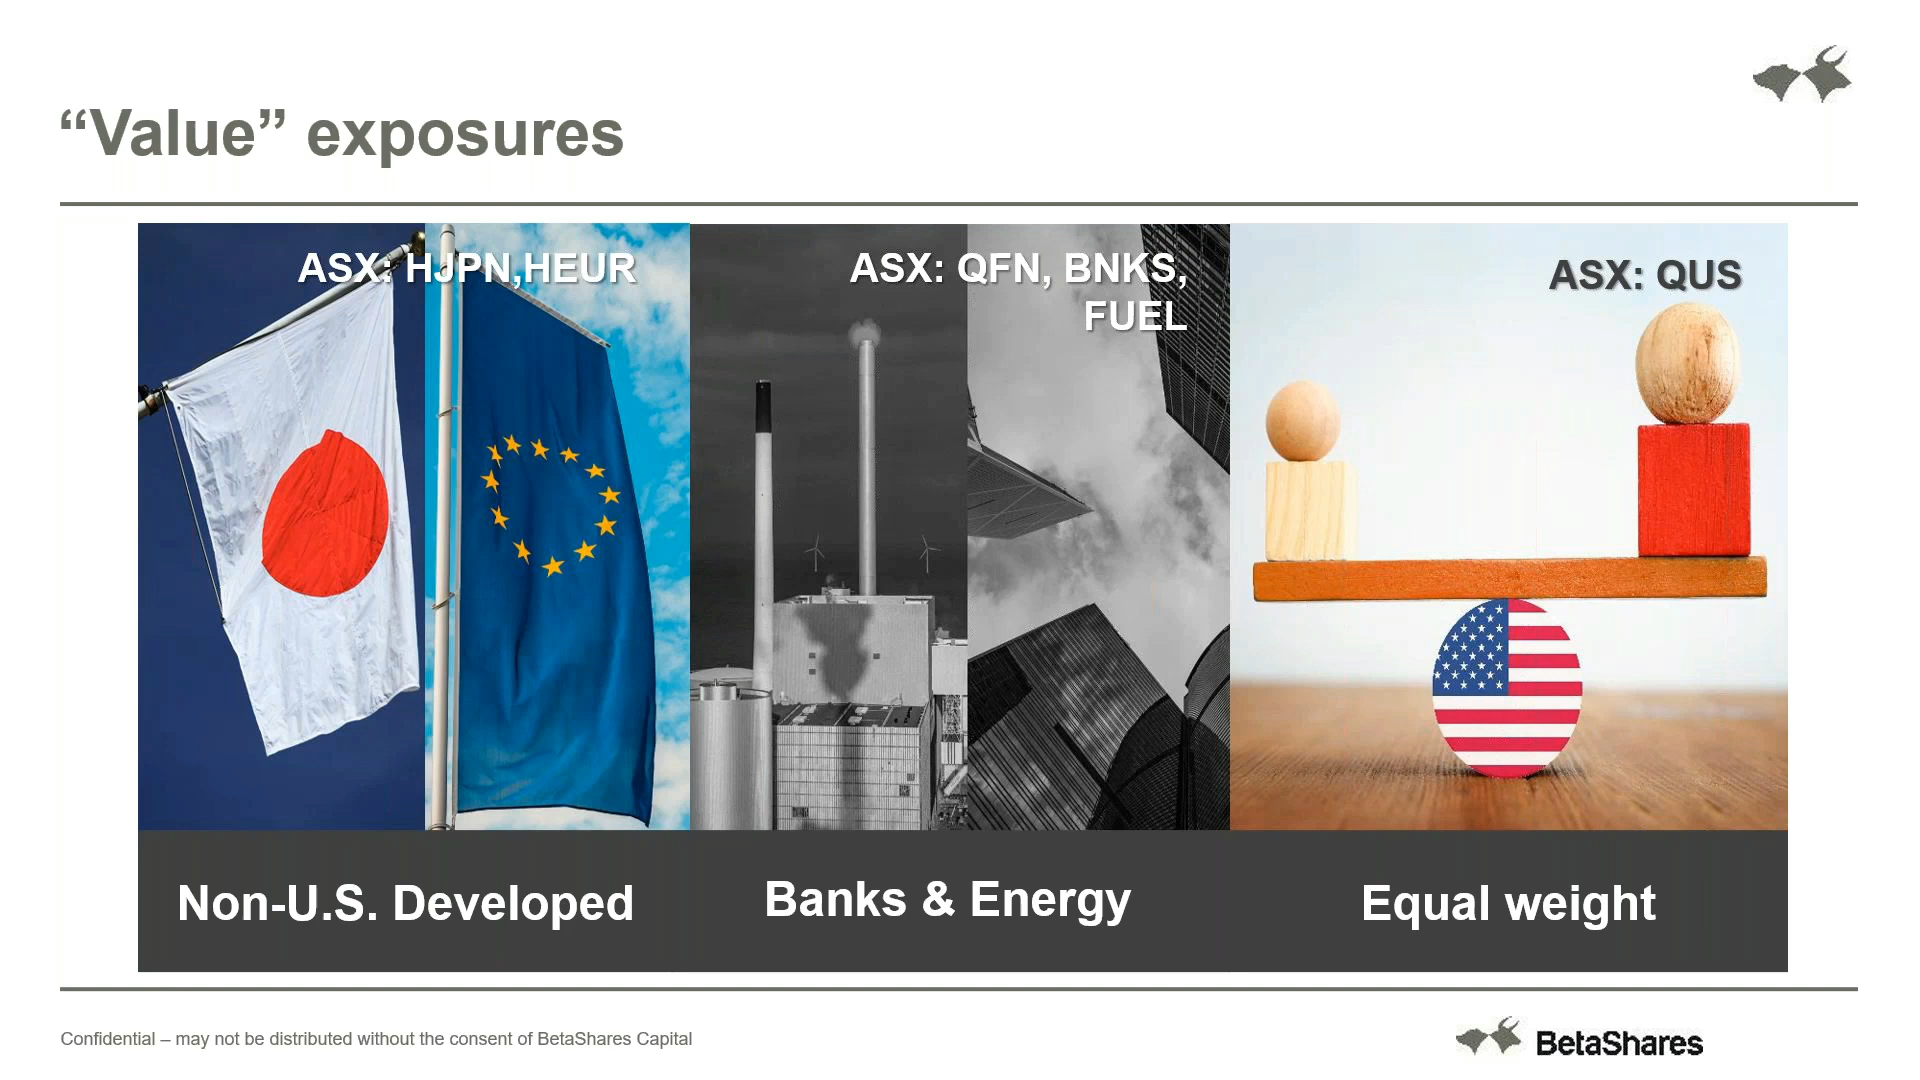 “Value” exposures
ASX: HJPN,HEUR
ASX: QFN, BNKS,
FUEL
ASX: QUS
Non-U.S. Developed
Banks & Energy
Equal weight
Confidential – may not be distributed without the consent of BetaShares Capital
BetaShares